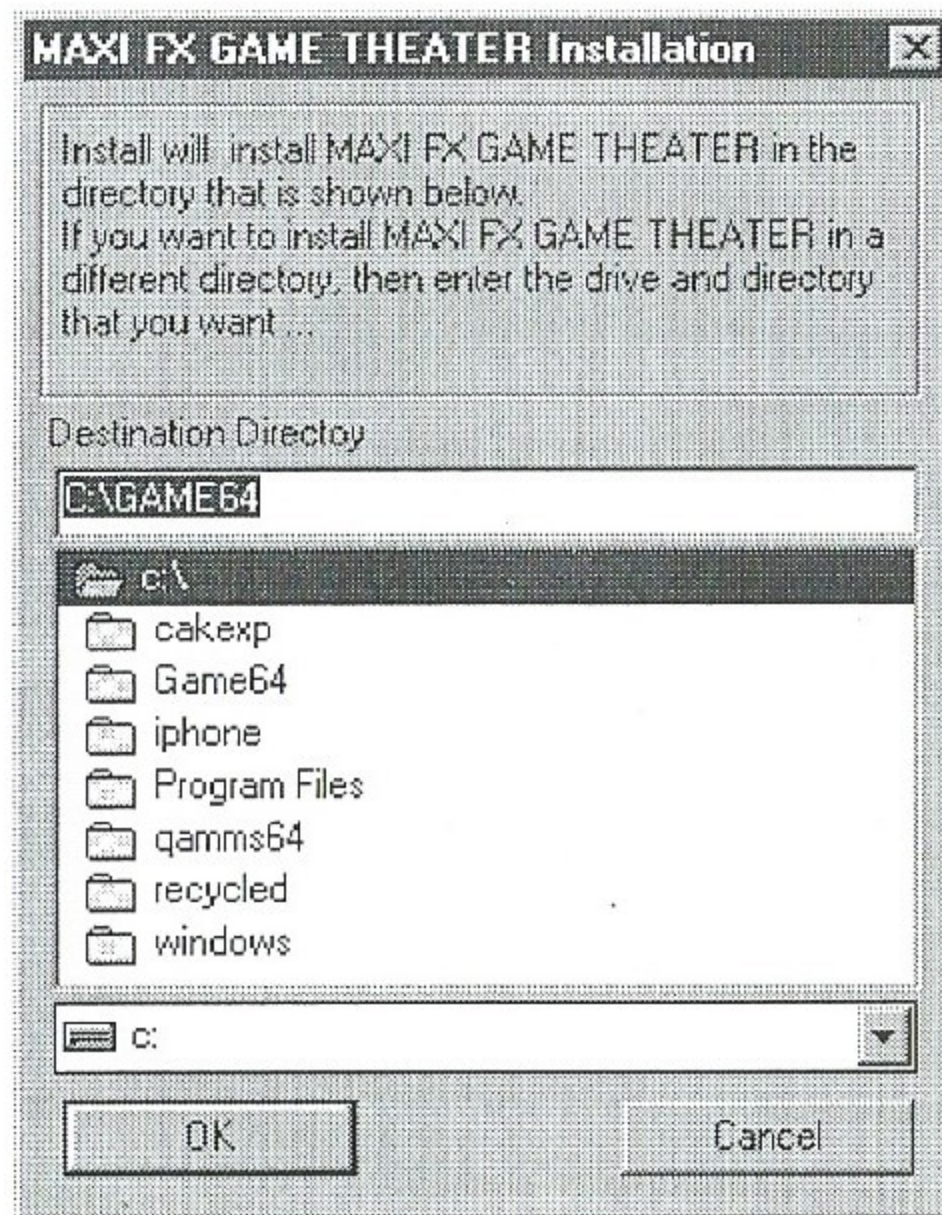 MAXI FX GAME THEATER Installation
Install will install MAXI FX GAME THEATER in the
directory that is shown below.
If you want to install MAXI FX GAME THEATER in a
different directory, then enter the drive and directory
that you want ...
Destination Directoy
C:\GAME64
c:\
cakexp
Game64
iphone
Program Files
qamms64
recycled
windows
c:
OK
Cancel